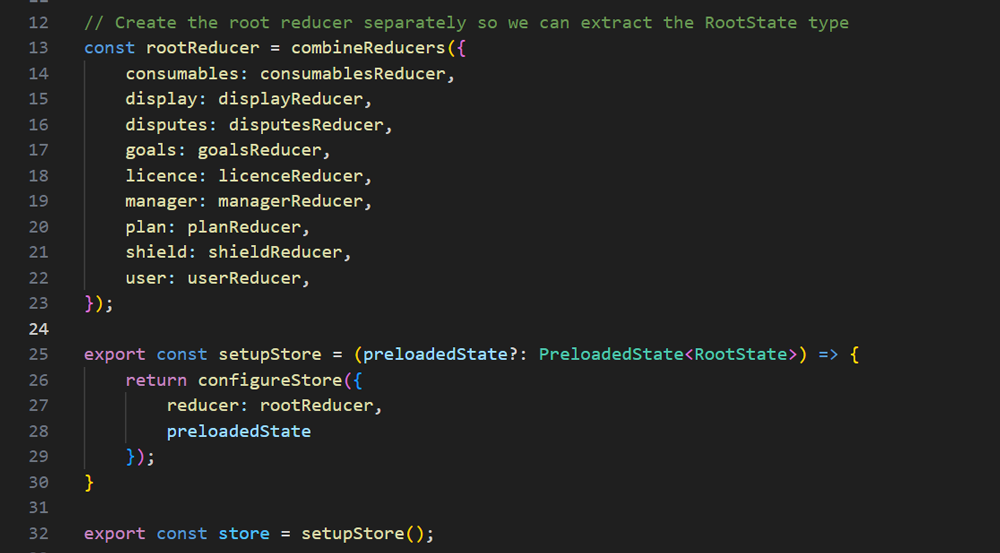 12 // Create the root reducer separately so we can extract the RootState type
13 const rootReducer = combineReducers({
14     consumables: consumablesReducer,
15     display: displayReducer,
16     disputes: disputesReducer,
17     goals: goalsReducer,
18     licence: licenceReducer,
19     manager: managerReducer,
20     plan: planReducer,
21     shield: shieldReducer,
22     user: userReducer,
23 });
24
25 export const setupStore = (preloadedState?: PreloadedState<RootState>) => {
26     return configureStore({
27         reducer: rootReducer,
28         preloadedState
29     });
30 }
31
32 export const store = setupStore();